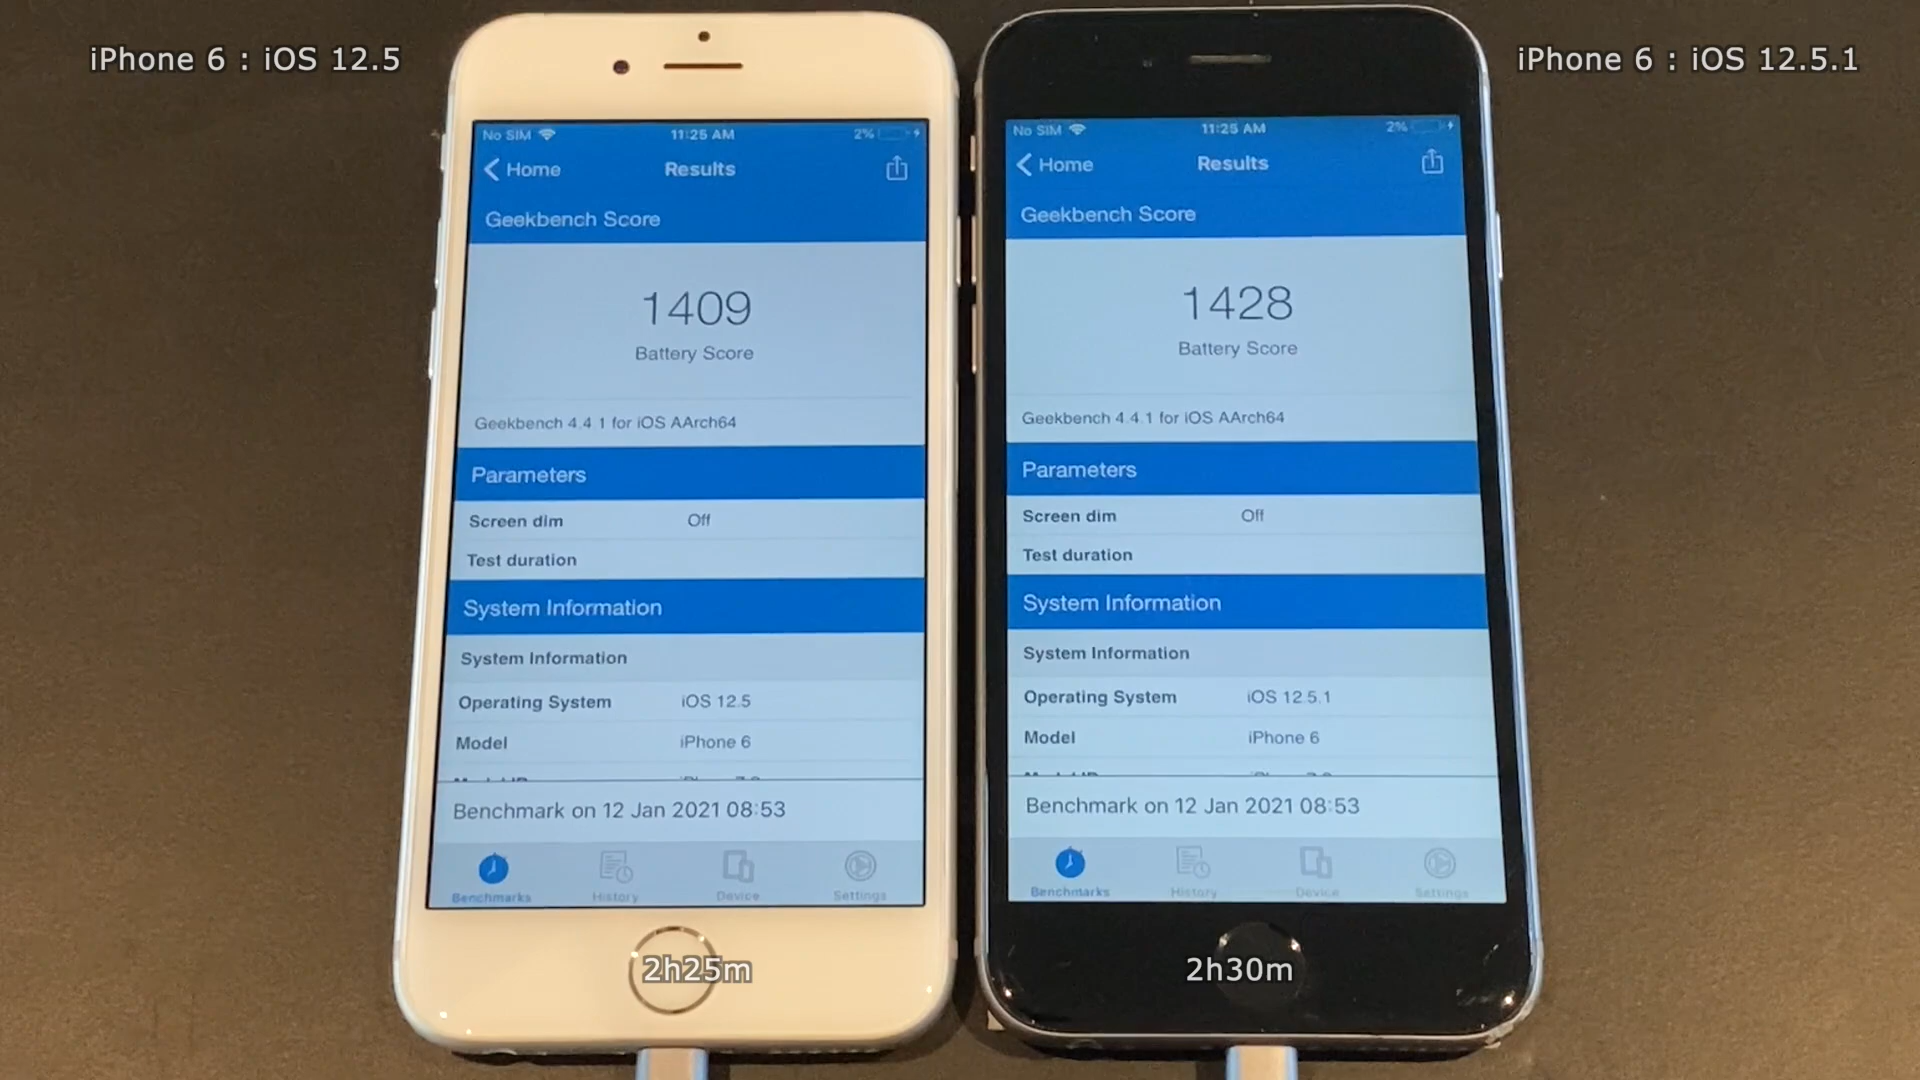 iPhone 6 : iOS 12.5
iPhone 6 : iOS 12.5.1
No SIM 11:25 AM 2%
Home Results
Geekbench Score
1409
Battery Score
Geekbench 4.4.1 for iOS AArch64
Parameters
Screen dim Off
Test duration
System Information
System Information
Operating System iOS 12.5
Model iPhone 6
Benchmark on 12 Jan 2021 08:53
Benchmarks History Device Settings
2h25m
No SIM 11:25 AM 2%
Home Results
Geekbench Score
1428
Battery Score
Geekbench 4.4.1 for iOS AArch64
Parameters
Screen dim Off
Test duration
System Information
System Information
Operating System iOS 12.5.1
Model iPhone 6
Benchmark on 12 Jan 2021 08:53
Benchmarks History Device Settings
2h30m